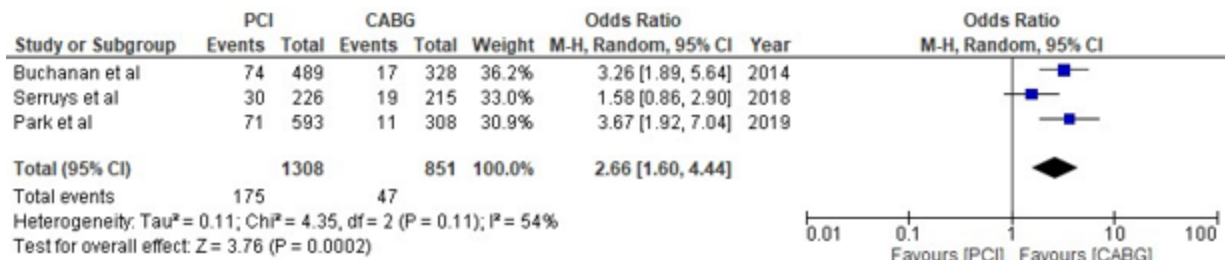 PCI CABG Odds Ratio Odds Ratio
Study or Subgroup Events Total Events Total Weight M-H, Random, 95% CI Year M-H, Random, 95% CI
Buchanan et al 74 489 17 328 36.2% 3.26 [1.89, 5.64] 2014
Serruys et al 30 226 19 215 33.0% 1.58 [0.86, 2.90] 2018
Park et al 71 593 11 308 30.9% 3.67 [1.92, 7.04] 2019
Total (95% CI) 1308 851 100.0% 2.66 [1.60, 4.44]
Total events 175 47
Heterogeneity: Tau² = 0.11; Chi² = 4.35, df = 2 (P = 0.11); I² = 54%
Test for overall effect: Z = 3.76 (P = 0.0002)
0.01 0.1 1 10 100
Favours [PCI] Favours [CABG]